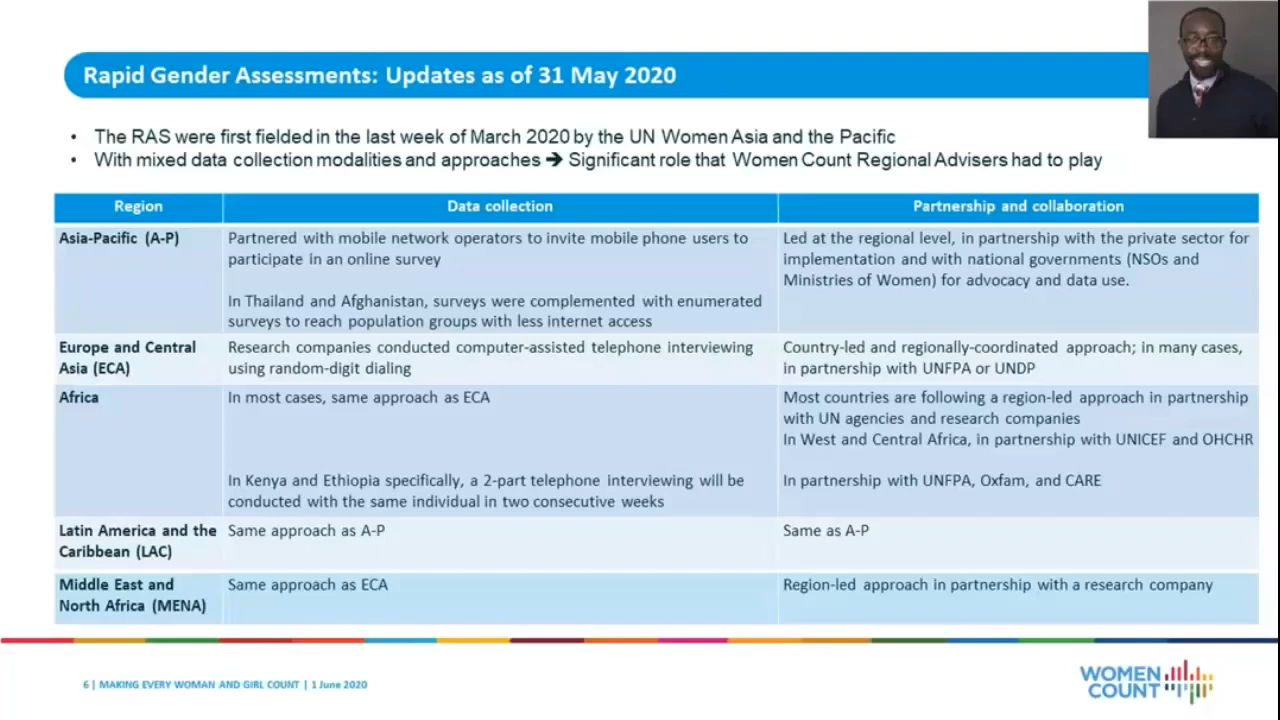 Rapid Gender Assessments: Updates as of 31 May 2020
• The RAS were first fielded in the last week of March 2020 by the UN Women Asia and the Pacific
• With mixed data collection modalities and approaches ➔ Significant role that Women Count Regional Advisers had to play
Region
Data collection
Partnership and collaboration
Asia-Pacific (A-P)
Partnered with mobile network operators to invite mobile phone users to
participate in an online survey
In Thailand and Afghanistan, surveys were complemented with enumerated
surveys to reach population groups with less internet access
Led at the regional level, in partnership with the private sector for
implementation and with national governments (NSOs and
Ministries of Women) for advocacy and data use.
Europe and Central
Asia (ECA)
Research companies conducted computer-assisted telephone interviewing
using random-digit dialing
Country-led and regionally-coordinated approach; in many cases,
in partnership with UNFPA or UNDP
Africa
In most cases, same approach as ECA
In Kenya and Ethiopia specifically, a 2-part telephone interviewing will be
conducted with the same individual in two consecutive weeks
Most countries are following a region-led approach in partnership
with UN agencies and research companies
In West and Central Africa, in partnership with UNICEF and OHCHR
In partnership with UNFPA, Oxfam, and CARE
Latin America and the
Caribbean (LAC)
Same approach as A-P
Same as A-P
Middle East and
North Africa (MENA)
Same approach as ECA
Region-led approach in partnership with a research company
6 | MAKING EVERY WOMAN AND GIRL COUNT | 1 June 2020
WOMEN
COUNT